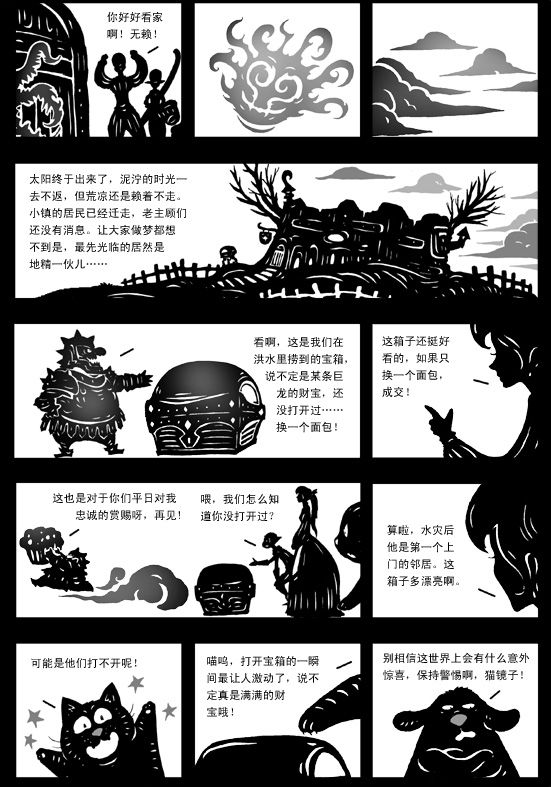 你好好看家
啊！无赖！
太阳终于出来了，泥泞的时光一
去不返，但荒凉还是赖着不走。
小镇的居民已经迁走，老主顾们
还没有消息。让大家做梦都想
不到是，最先光临的居然是
地精一伙儿……
看啊，这是我们在
洪水里捞到的宝箱，
说不定是某条巨
龙的财宝，还
没打开过……
换一个面包！
这箱子还挺好
看的，如果只
换一个面包，
成交！
这也是对于你们平日对我
忠诚的赏赐呀，再见！
喂，我们怎么知
道你没打开过？
算啦，水灾后
他是第一个上
门的邻居。这
箱子多漂亮啊。
可能是他们打不开呢！
喵呜，打开宝箱的一瞬
间最让人激动了，说不
定真是满满的财
宝哦！
别相信这世界上会有什么意外
惊喜，保持警惕啊，猫镜子！